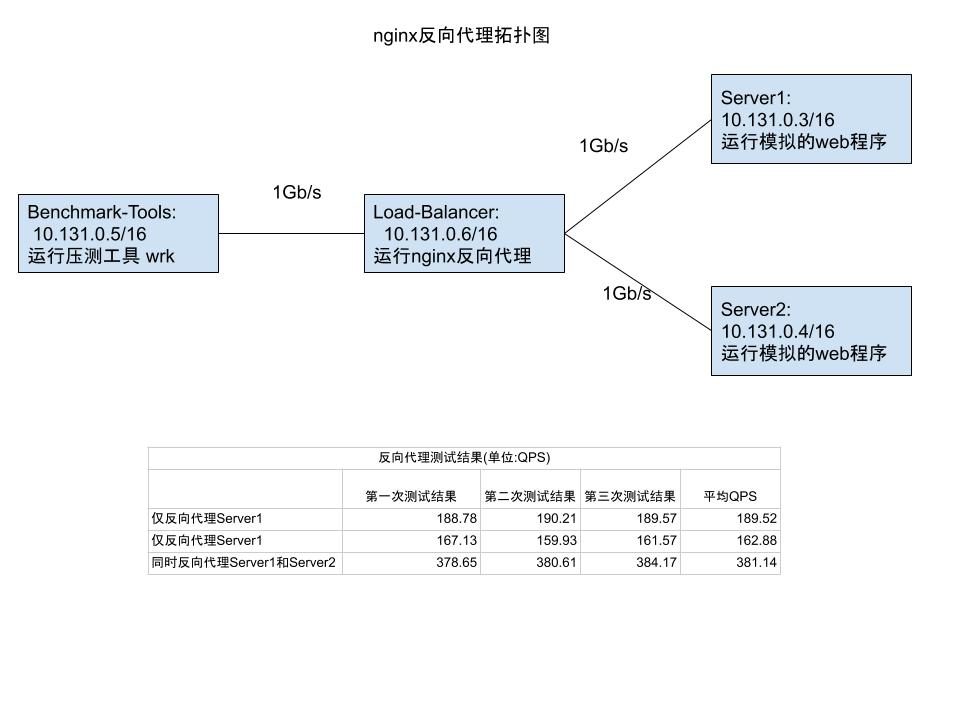 nginx反向代理拓扑图
Server1:
10.131.0.3/16
运行模拟的web程序
1Gb/s
1Gb/s
Benchmark-Tools:
10.131.0.5/16
运行压测工具 wrk
Load-Balancer:
10.131.0.6/16
运行nginx反向代理
1Gb/s
Server2:
10.131.0.4/16
运行模拟的web程序
反向代理测试结果(单位:QPS)
第一次测试结果 第二次测试结果 第三次测试结果 平均QPS
仅反向代理Server1 188.78 190.21 189.57 189.52
仅反向代理Server1 167.13 159.93 161.57 162.88
同时反向代理Server1和Server2 378.65 380.61 384.17 381.14